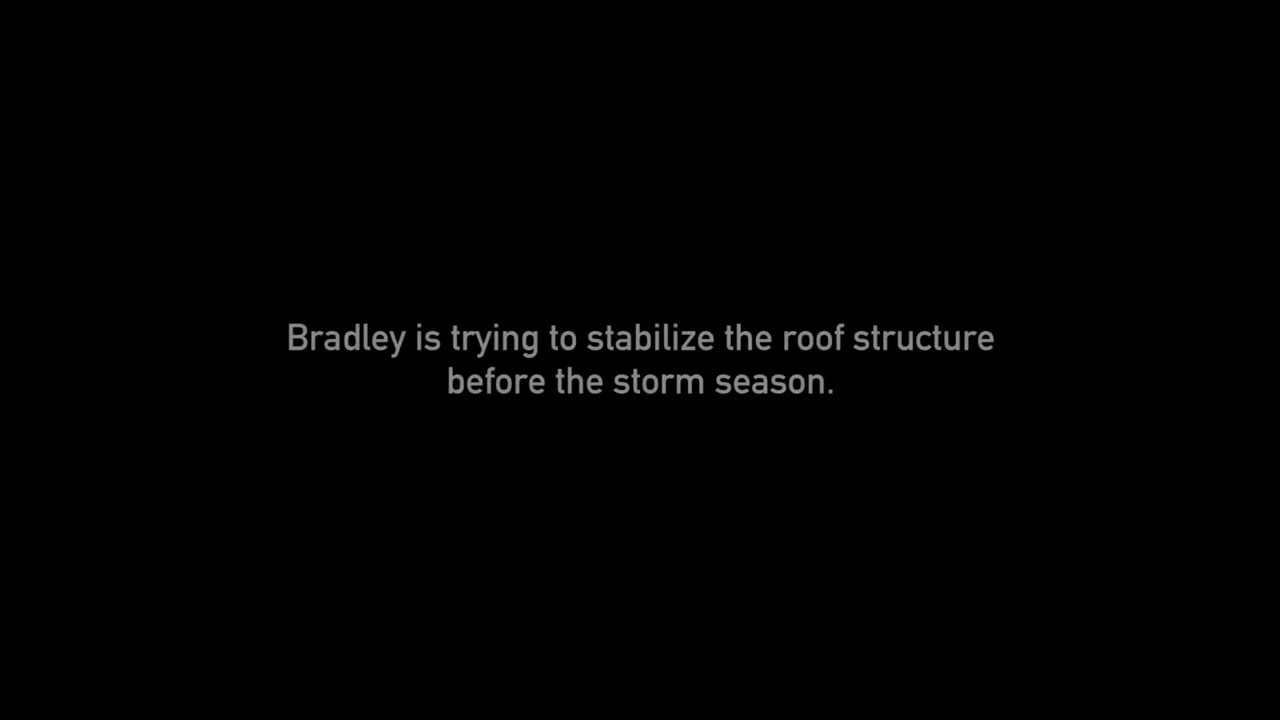 Bradley is trying to stabilize the roof structure
before the storm season.